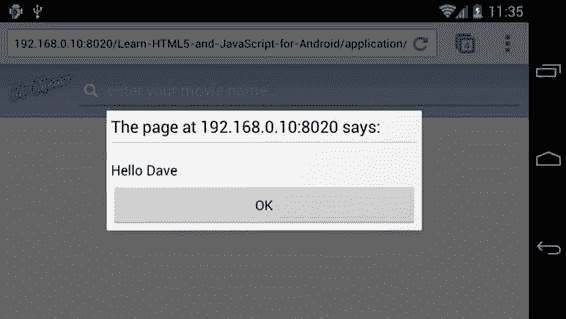 11:35
192.168.0.10:8020/Learn-HTML5-and-JavaScript-for-Android/application/
4
enter your movie name
The page at 192.168.0.10:8020 says:
Hello Dave
OK